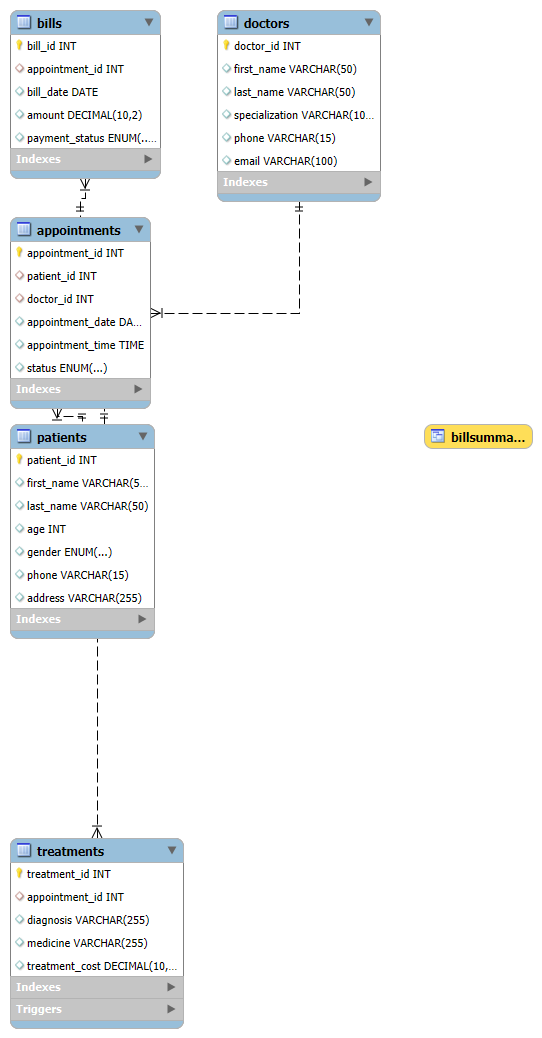 bills
bill_id INT
appointment_id INT
bill_date DATE
amount DECIMAL(10,2)
payment_status ENUM(...
Indexes
doctors
doctor_id INT
first_name VARCHAR(50)
last_name VARCHAR(50)
specialization VARCHAR(10...
phone VARCHAR(15)
email VARCHAR(100)
Indexes
appointments
appointment_id INT
patient_id INT
doctor_id INT
appointment_date DA...
appointment_time TIME
status ENUM(...)
Indexes
patients
patient_id INT
first_name VARCHAR(5...
last_name VARCHAR(50)
age INT
gender ENUM(...)
phone VARCHAR(15)
address VARCHAR(255)
Indexes
billsumma...
treatments
treatment_id INT
appointment_id INT
diagnosis VARCHAR(255)
medicine VARCHAR(255)
treatment_cost DECIMAL(10,...
Indexes
Triggers